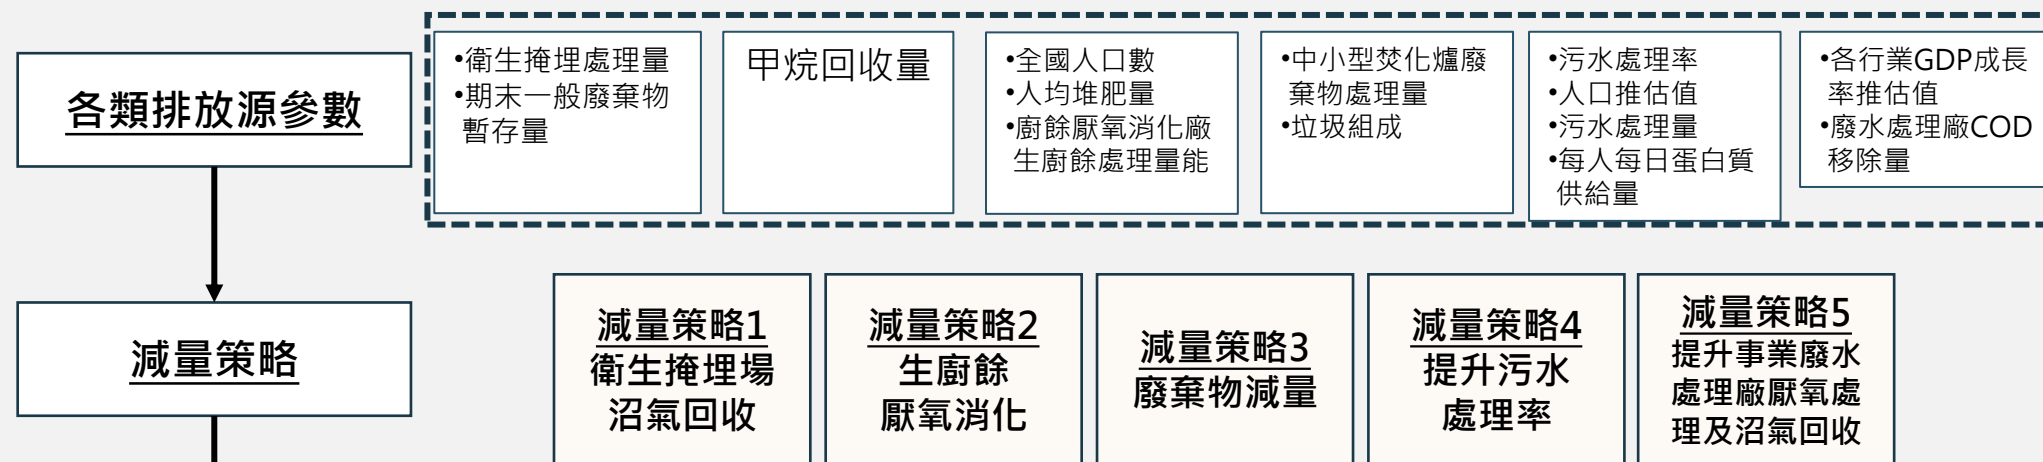 各類排放源參數
•衛生掩埋處理量
•期末一般廢棄物
暫存量
甲烷回收量
•全國人口數
•人均堆肥量
•廚餘厭氧消化廠
生廚餘處理量能
•中小型焚化爐廢
棄物處理量
•垃圾組成
•污水處理率
•人口推估值
•污水處理量
•每人每日蛋白質
供給量
•各行業GDP成長
率推估值
•廢水處理廠COD
移除量
減量策略
減量策略1
衛生掩埋場
沼氣回收
減量策略2
生廚餘
厭氧消化
減量策略3
廢棄物減量
減量策略4
提升污水
處理率
減量策略5
提升事業廢水
處理廠厭氧處
理及沼氣回收